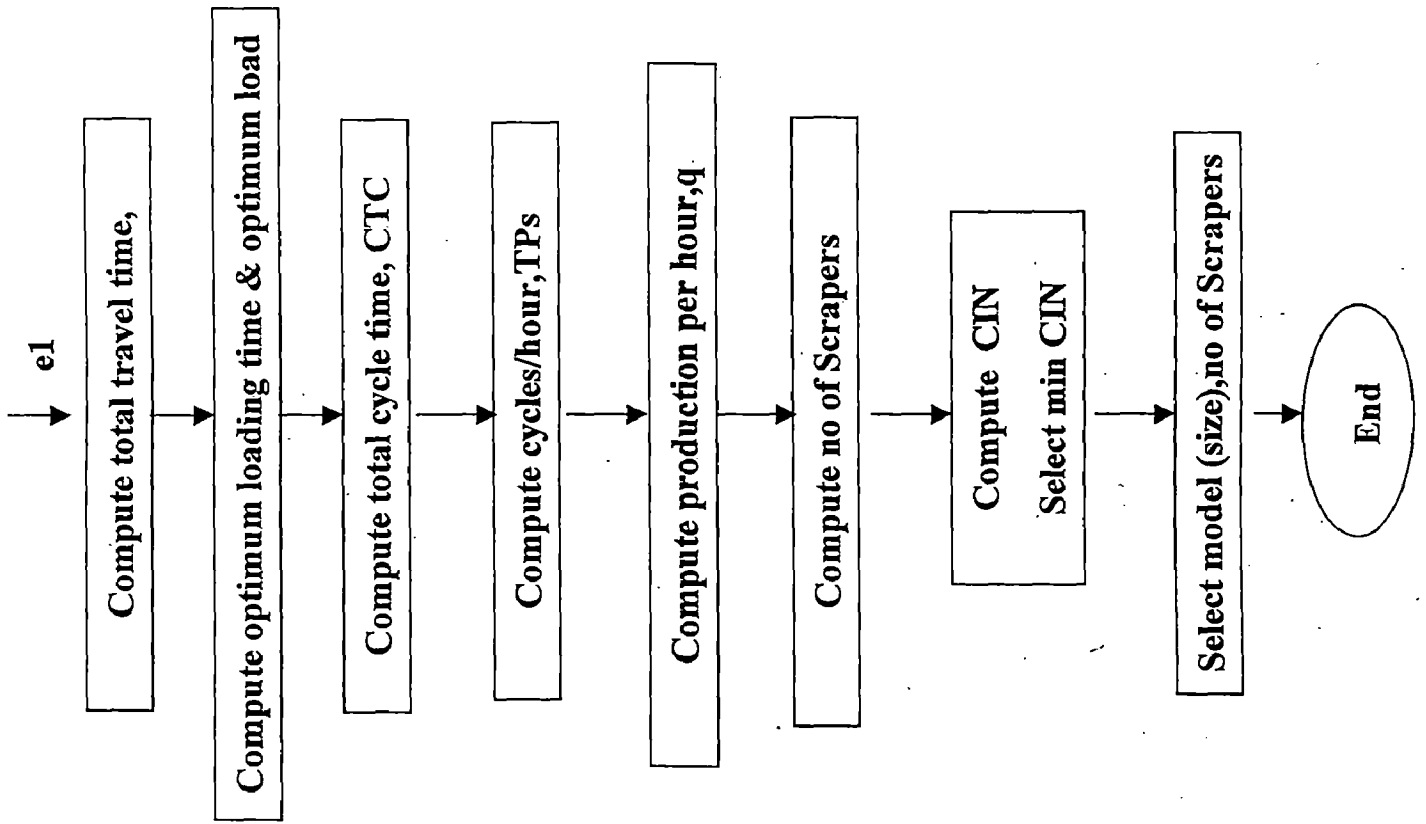 e1
Compute total travel time,
Compute optimum loading time & optimum load
Compute total cycle time, CTC
Compute cycles/hour,TPs
Compute production per hour,q
Compute no of Scrapers
Compute CIN
Select min CIN
Select model (size),no of Scrapers
End